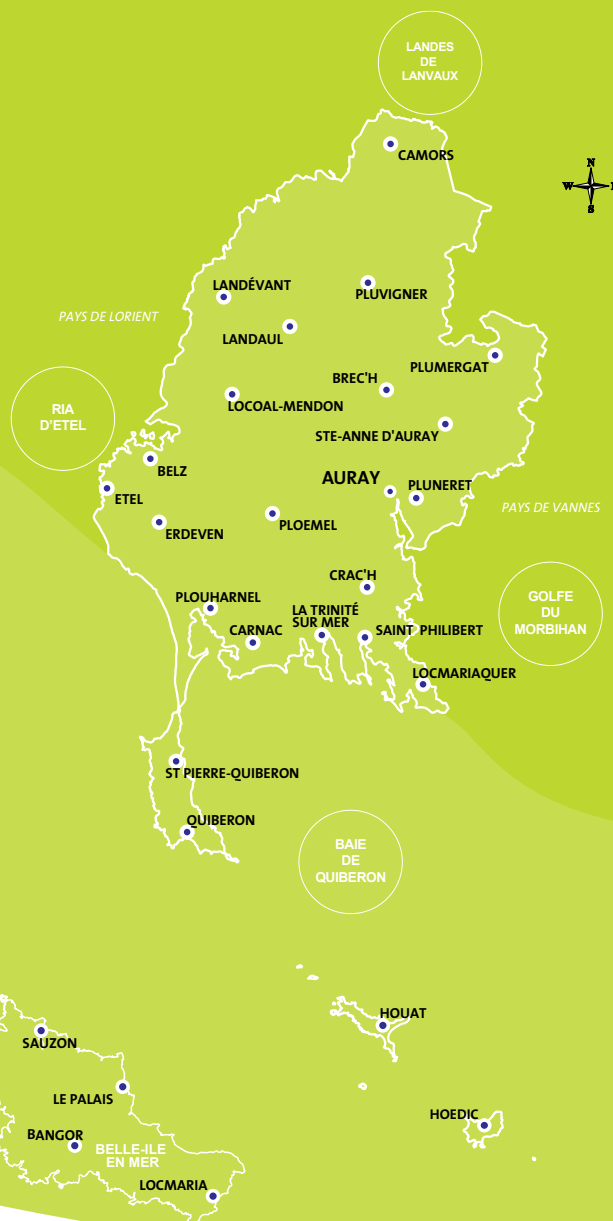 LANDES
DE
LANVAUX
CAMORS
N
W
S
LANDÉVANT
PLUVIGNER
PAYS DE LORIENT
LANDAUL
PLUMERGAT
BREC'H
LOCOAL-MENDON
RIA
D'ETEL
STE-ANNE D'AURAY
BELZ
AURAY
PLUNERET
ETEL
PAYS DE VANNES
PLOEMEL
ERDEVEN
CRAC'H
GOLFE
DU
MORBIHAN
PLOUHARNEL
LA TRINITÉ
SUR MER
CARNAC
SAINT PHILIBERT
LOCMARIAQUER
ST PIERRE-QUIBERON
QUIBERON
BAIE
DE
QUIBERON
HOUAT
SAUZON
LE PALAIS
HOEDIC
BANGOR
BELLE-ILE
EN MER
LOCMARIA